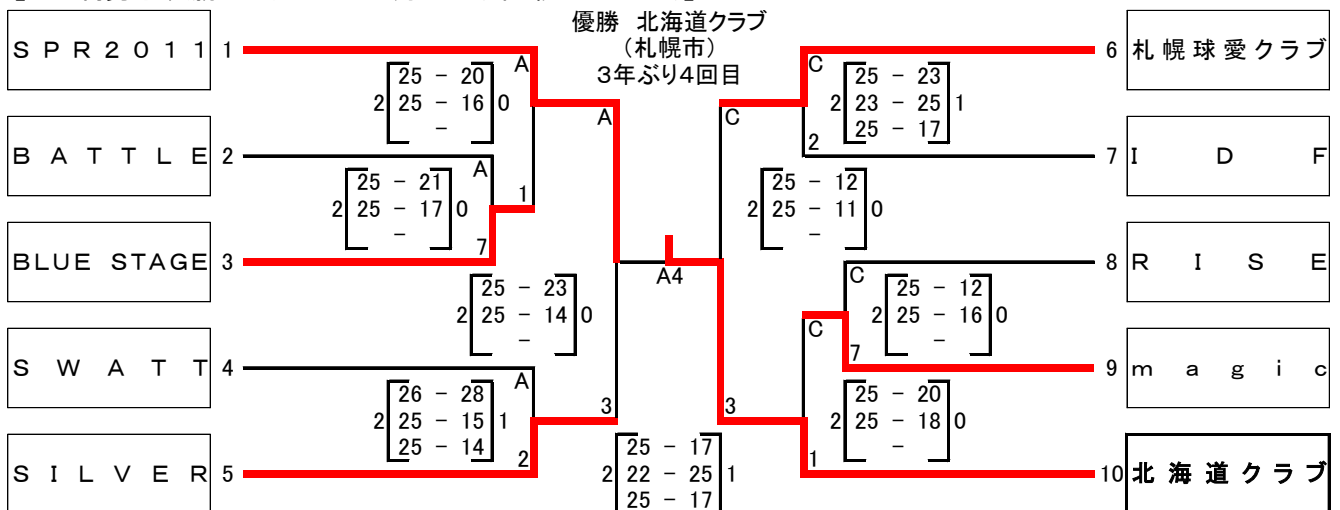 優勝 北海道クラブ
（札幌市）
3年ぶり4回目
SPR2011 1
A
25 - 20
2 25 - 16 0
-
BATTLE 2
A
1
25 - 21
2 25 - 17 0
-
BLUE STAGE 3
7
A
25 - 23
2 25 - 14 0
-
SWATT 4
A
26 - 28
2 25 - 15 1
25 - 14
SILVER 5
2
3
A4
25 - 17
2 22 - 25 1
25 - 17
6 札幌球愛クラブ
C
25 - 23
2 23 - 25 1
25 - 17
2
7 IDF
C
25 - 12
2 25 - 11 0
-
8 RISE
C
25 - 12
2 25 - 16 0
-
C
7
9 magic
3
25 - 20
2 25 - 18 0
-
1
10 北海道クラブ